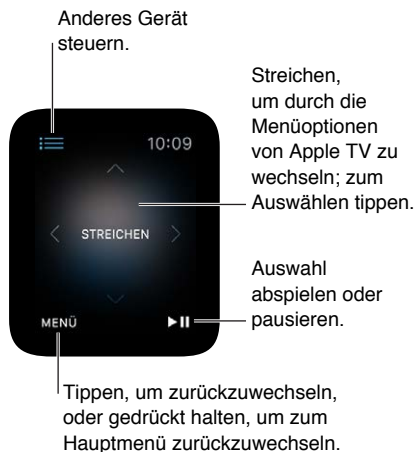 Anderes Gerät
steuern.
Streichen,
um durch die
Menüoptionen
von Apple TV zu
wechseln; zum
Auswählen tippen.
10:09
STREICHEN
Auswahl
abspielen oder
pausieren.
MENÜ
Tippen, um zurückzuwechseln,
oder gedrückt halten, um zum
Hauptmenü zurückzuwechseln.